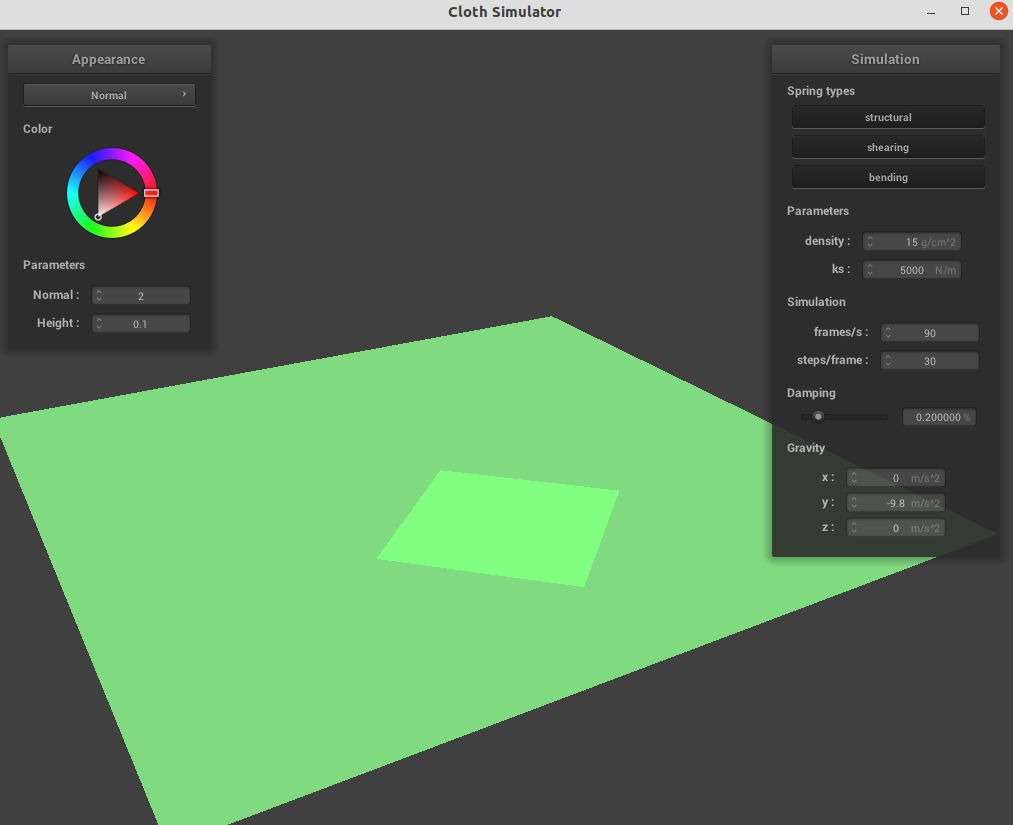 Cloth Simulator
Appearance
Normal
Color
Parameters
Normal : 2
Height : 0.1
Simulation
Spring types
structural
shearing
bending
Parameters
density : 15 g/cm^2
ks : 5000 N/m
Simulation
frames/s : 90
steps/frame : 30
Damping
0.200000 %
Gravity
x : 0 m/s^2
y : -9.8 m/s^2
z : 0 m/s^2